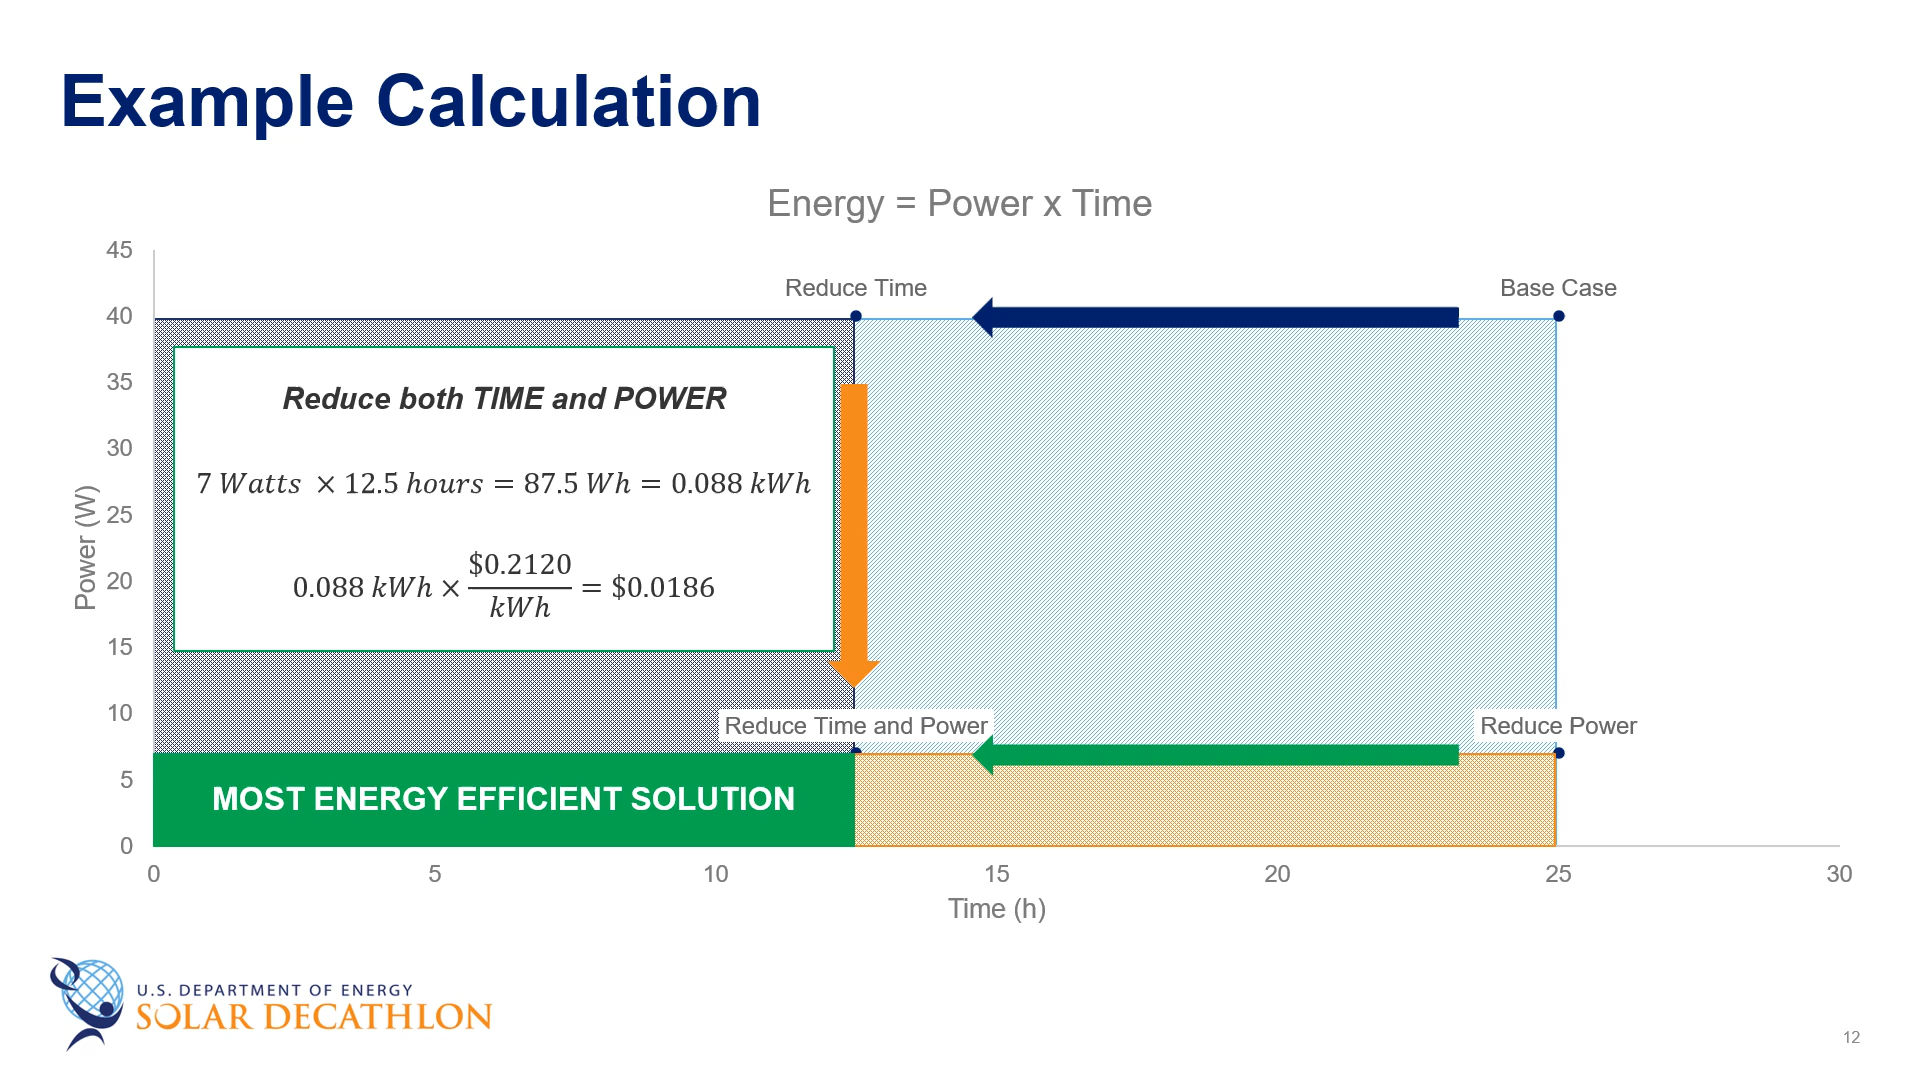 Example Calculation
Energy = Power x Time
45
40
35
30
25
20
15
10
5
0
Power (W)
Reduce Time
Base Case
Reduce both TIME and POWER
7 Watts × 12.5 hours = 87.5 Wh = 0.088 kWh
0.088 kWh × $0.2120 / kWh = $0.0186
Reduce Time and Power
Reduce Power
MOST ENERGY EFFICIENT SOLUTION
0 5 10 15 20 25 30
Time (h)
U.S. DEPARTMENT OF ENERGY
SOLAR DECATHLON
12